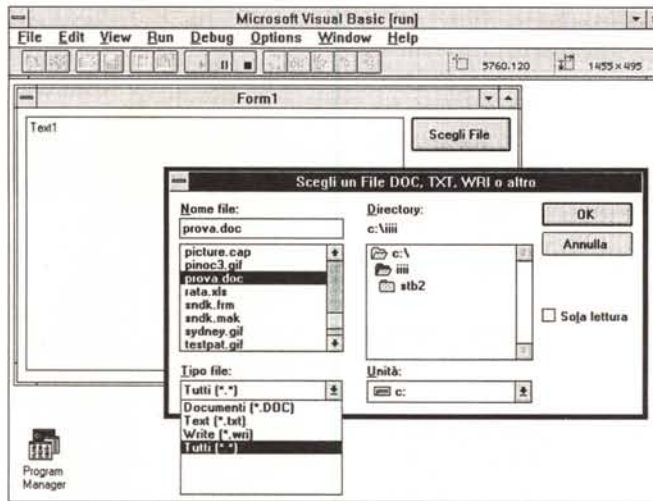 Microsoft Visual Basic [run]
File Edit View Run Debug Options Window Help
5760.120 1455×495
Form1
Text1
Scegli File
Scegli un File DOC, TXT, WRI o altro
Nome file:
prova.doc
picture.cap
pinoc3.gif
prova.doc
rata.xls
sndk.frm
sndk.mak
sydney.gif
testpat.gif
Tipo file:
Tutti (*.*)
Documenti (*.DOC)
Text (*.txt)
Write (*.wri)
Tutti (*.*)
Directory:
c:\iiii
c:\
iiii
stb2
Unità:
c:
OK
Annulla
Sola lettura
Program
Manager